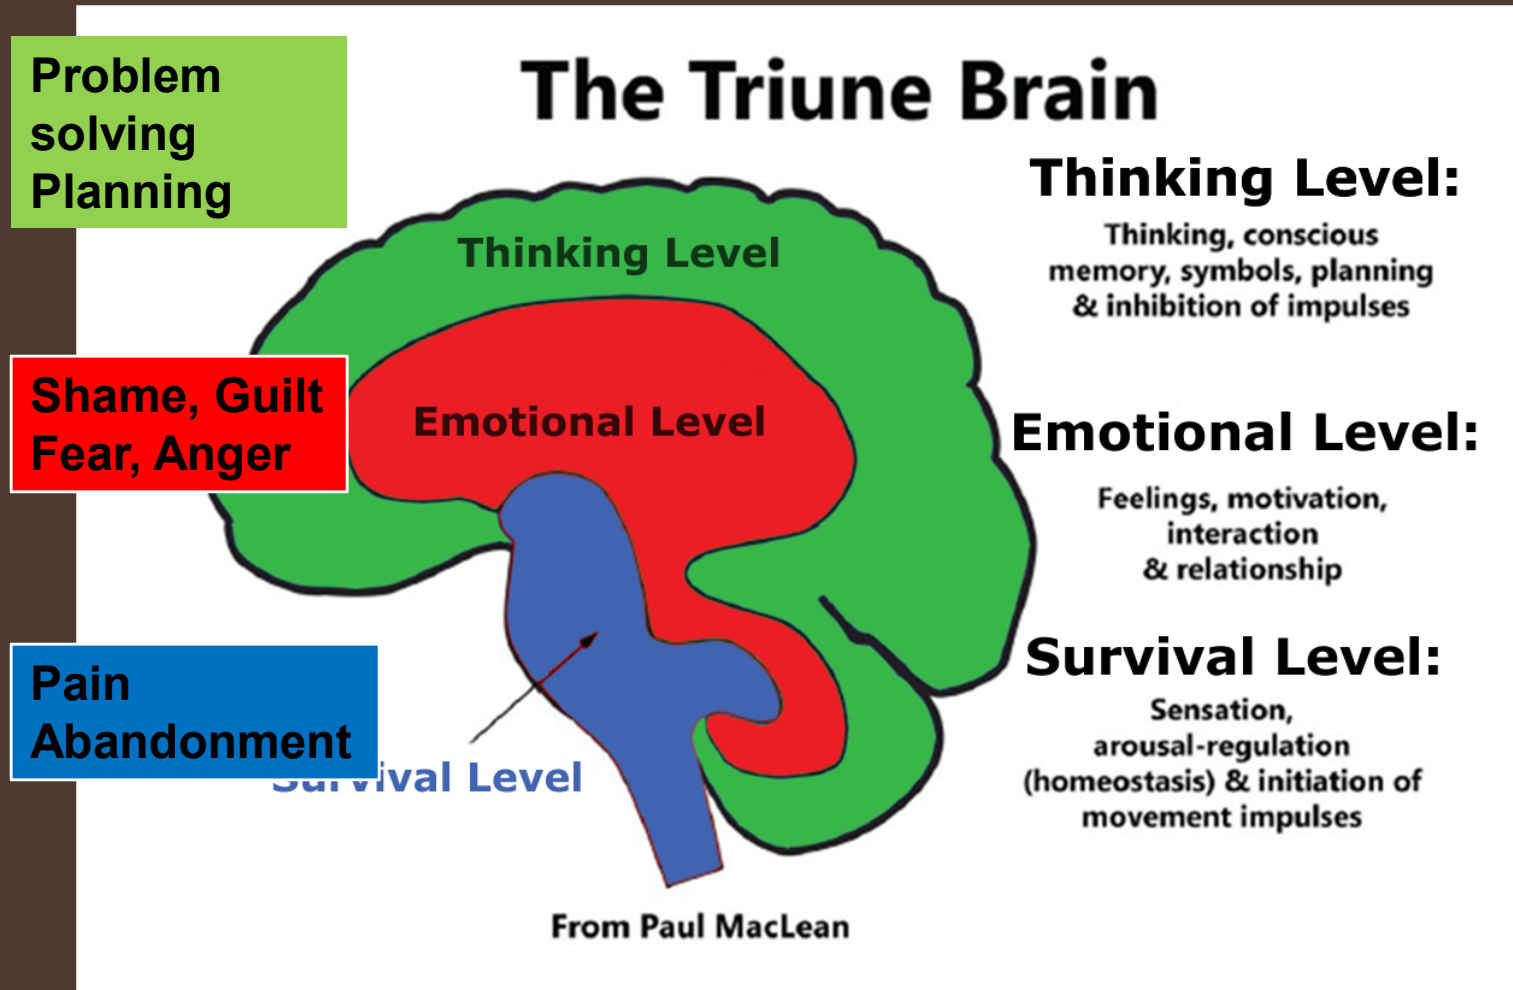 The Triune Brain
Problem
solving
Planning
Thinking Level
Thinking Level:
Thinking, conscious
memory, symbols, planning
& inhibition of impulses
Shame, Guilt
Fear, Anger
Emotional Level
Emotional Level:
Feelings, motivation,
interaction
& relationship
Pain
Abandonment
Survival Level
Survival Level:
Sensation,
arousal-regulation
(homeostasis) & initiation of
movement impulses
From Paul MacLean